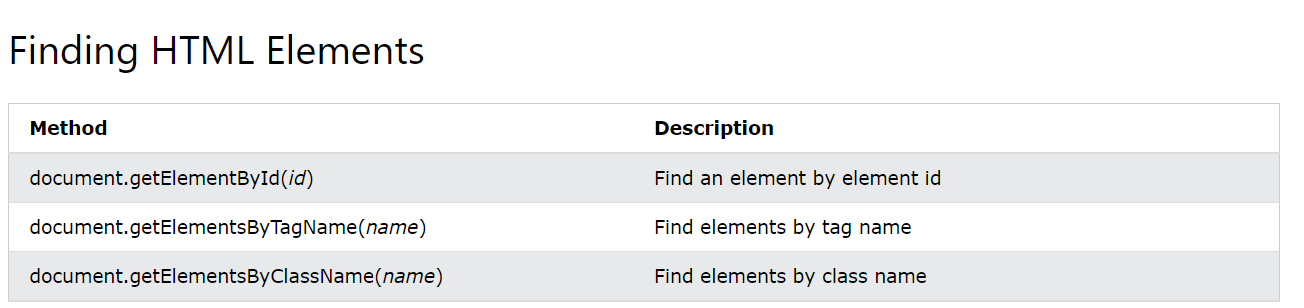 Finding HTML Elements
Method Description
document.getElementById(id) Find an element by element id
document.getElementsByTagName(name) Find elements by tag name
document.getElementsByClassName(name) Find elements by class name